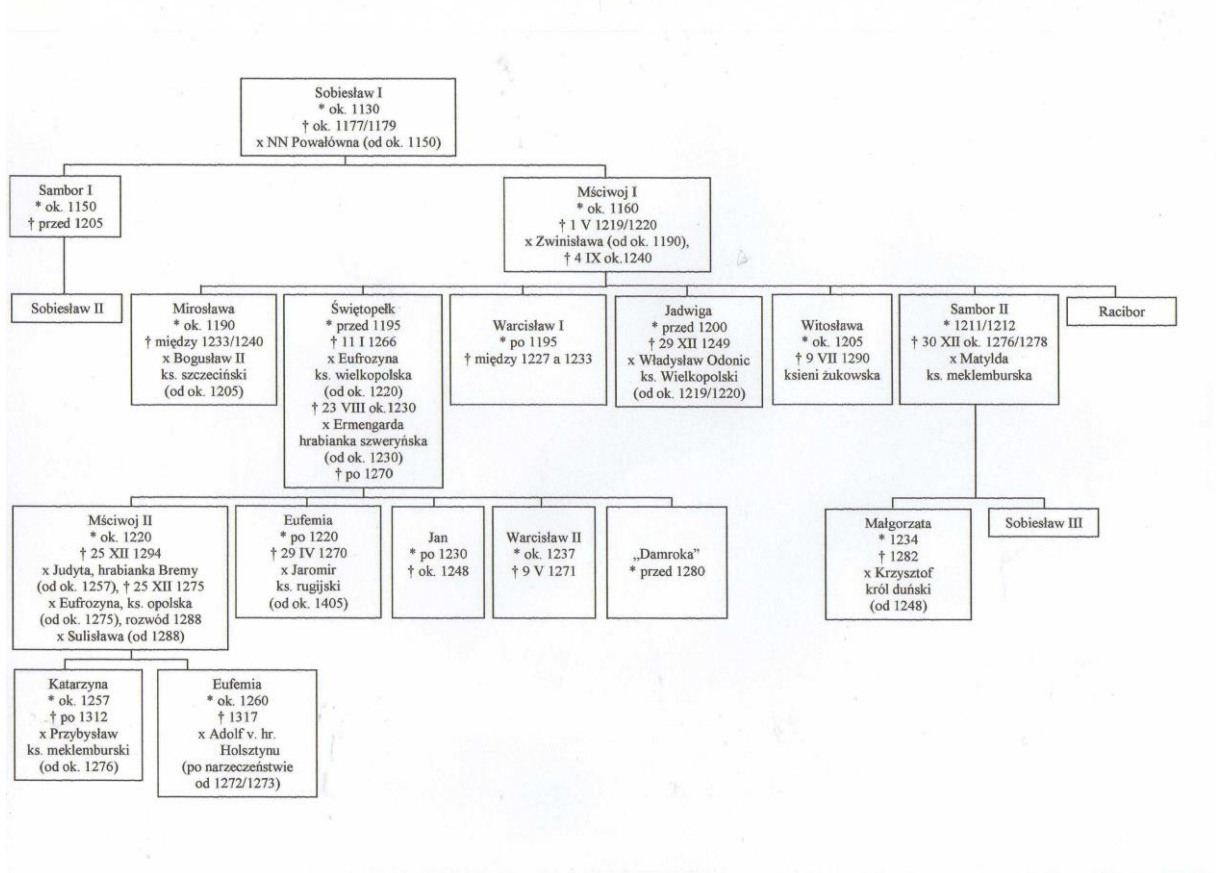 Sobiesław I
* ok. 1130
† ok. 1177/1179
x NN Powałówna (od ok. 1150)
Sambor I
* ok. 1150
† przed 1205
Mściwoj I
* ok. 1160
† 1 V 1219/1220
x Zwinisława (od ok. 1190),
† 4 IX ok.1240
Sobiesław II
Mirosława
* ok. 1190
† między 1233/1240
x Bogusław II
ks. szczeciński
(od ok. 1205)
Świętopełk
* przed 1195
† 11 I 1266
x Eufrozyna
ks. wielkopolska
(od ok. 1220)
† 23 VIII ok.1230
x Ermengarda
hrabianka szweryńska
(od ok. 1230)
† po 1270
Warcisław I
* po 1195
† między 1227 a 1233
Jadwiga
* przed 1200
† 29 XII 1249
x Władysław Odonic
ks. Wielkopolski
(od ok. 1219/1220)
Witosława
* ok. 1205
† 9 VII 1290
ksieni żukowska
Sambor II
* 1211/1212
† 30 XII ok. 1276/1278
x Matylda
ks. meklemburska
Racibor
Mściwoj II
* ok. 1220
† 25 XII 1294
x Judyta, hrabianka Bremy
(od ok. 1257), † 25 XII 1275
x Eufrozyna, ks. opolska
(od ok. 1275), rozwód 1288
x Sulisława (od 1288)
Eufemia
* po 1220
† 29 IV 1270
x Jaromir
ks. rugijski
(od ok. 1405)
Jan
* po 1230
† ok. 1248
Warcisław II
* ok. 1237
† 9 V 1271
„Damroka”
* przed 1280
Małgorzata
* 1234
† 1282
x Krzysztof
król duński
(od 1248)
Sobiesław III
Katarzyna
* ok. 1257
† po 1312
x Przybysław
ks. meklemburski
(od ok. 1276)
Eufemia
* ok. 1260
† 1317
x Adolf v. hr.
Holsztynu
(po narzeczeństwie
od 1272/1273)